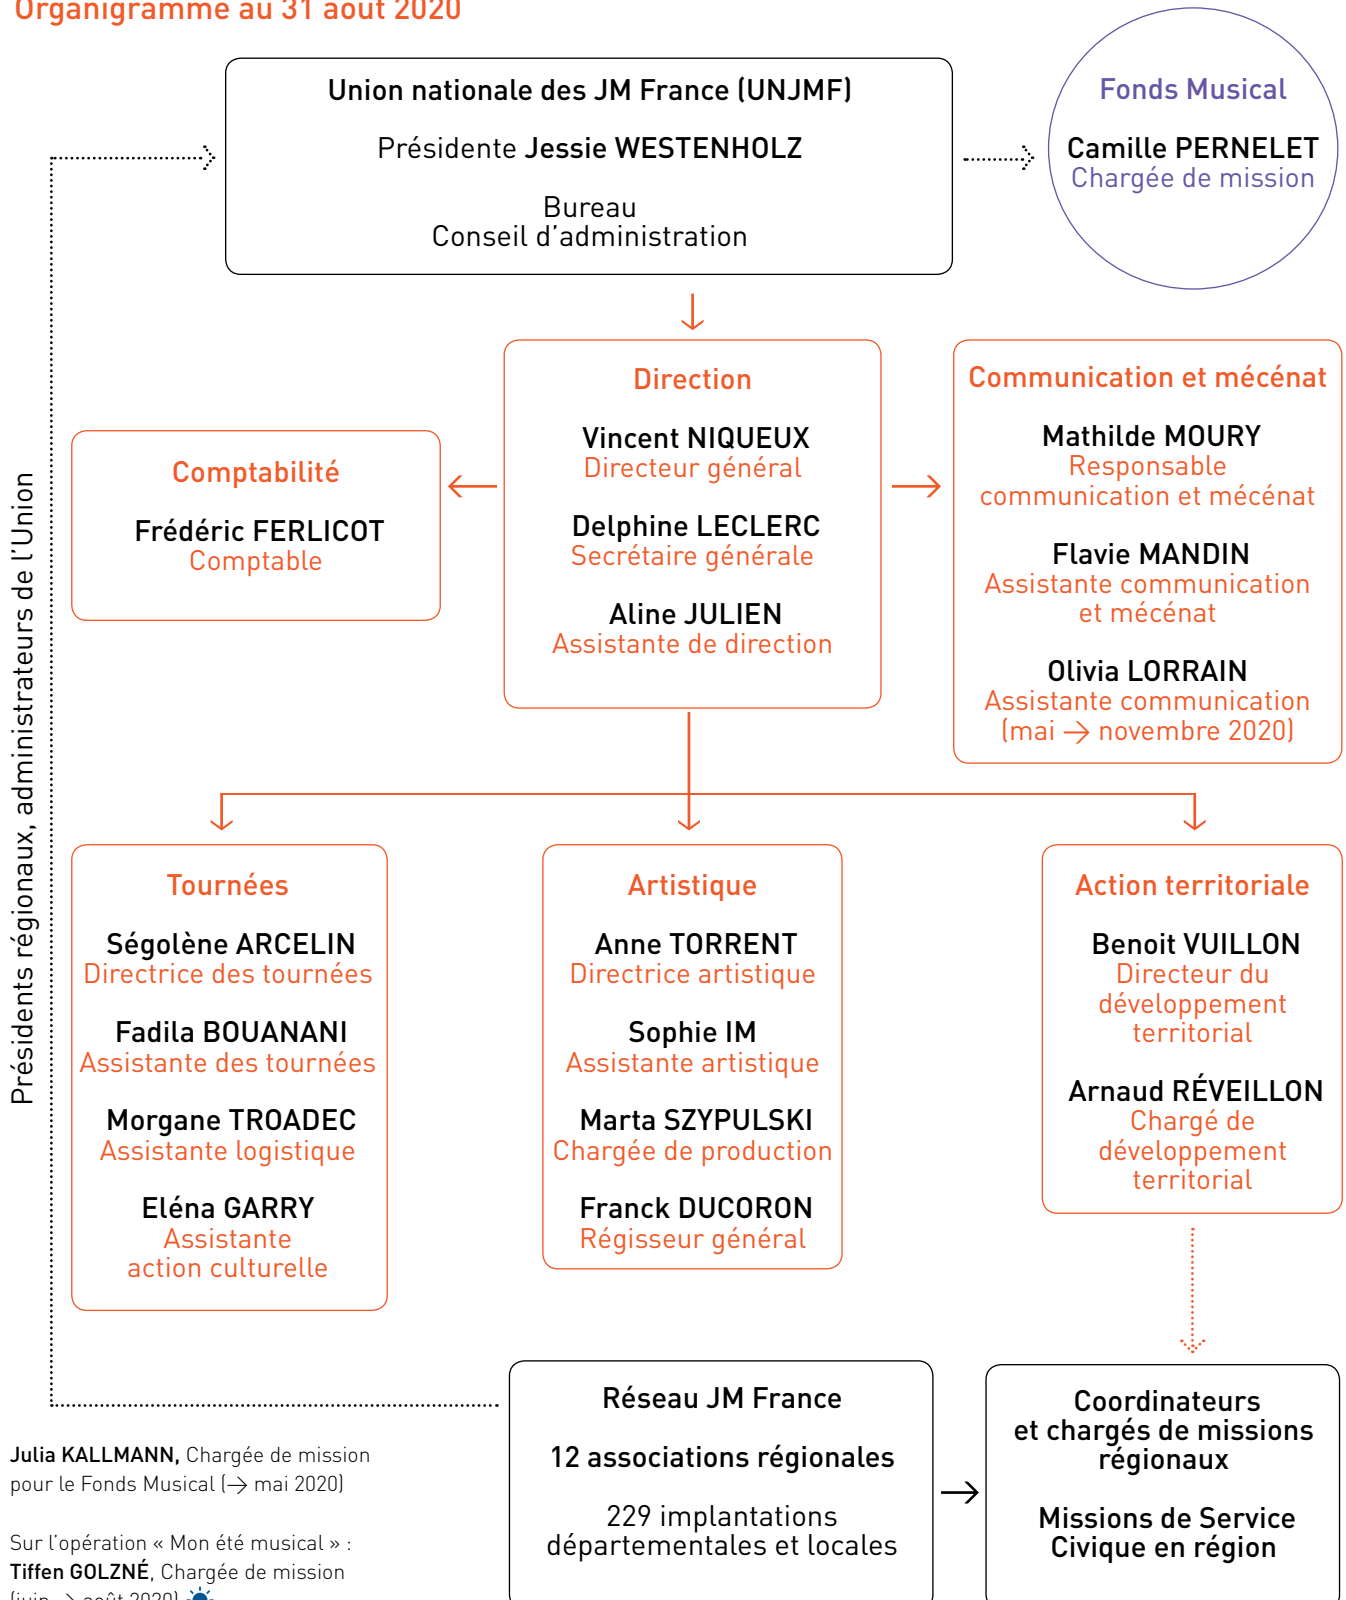 Organigramme au 31 août 2020
Union nationale des JM France (UNJMF)
Présidente Jessie WESTENHOLZ
Bureau
Conseil d’administration
Fonds Musical
Camille PERNELET
Chargée de mission
Présidents régionaux, administrateurs de l’Union
Comptabilité
Frédéric FERLICOT
Comptable
Direction
Vincent NIQUEUX
Directeur général
Delphine LECLERC
Secrétaire générale
Aline JULIEN
Assistante de direction
Communication et mécénat
Mathilde MOURY
Responsable
communication et mécénat
Flavie MANDIN
Assistante communication
et mécénat
Olivia LORRAIN
Assistante communication
(mai → novembre 2020)
Tournées
Ségolène ARCELIN
Directrice des tournées
Fadila BOUANANI
Assistante des tournées
Morgane TROADEC
Assistante logistique
Eléna GARRY
Assistante
action culturelle
Artistique
Anne TORRENT
Directrice artistique
Sophie IM
Assistante artistique
Marta SZYPULSKI
Chargée de production
Franck DUCORON
Régisseur général
Action territoriale
Benoit VUILLON
Directeur du
développement
territorial
Arnaud RÉVEILLON
Chargé de
développement
territorial
Réseau JM France
12 associations régionales
229 implantations
départementales et locales
Coordinateurs
et chargés de missions
régionaux
Missions de Service
Civique en région
Julia KALLMANN, Chargée de mission
pour le Fonds Musical (→ mai 2020)
Sur l’opération « Mon été musical » :
Tiffen GOLZNÉ, Chargée de mission
(juin → août 2020)